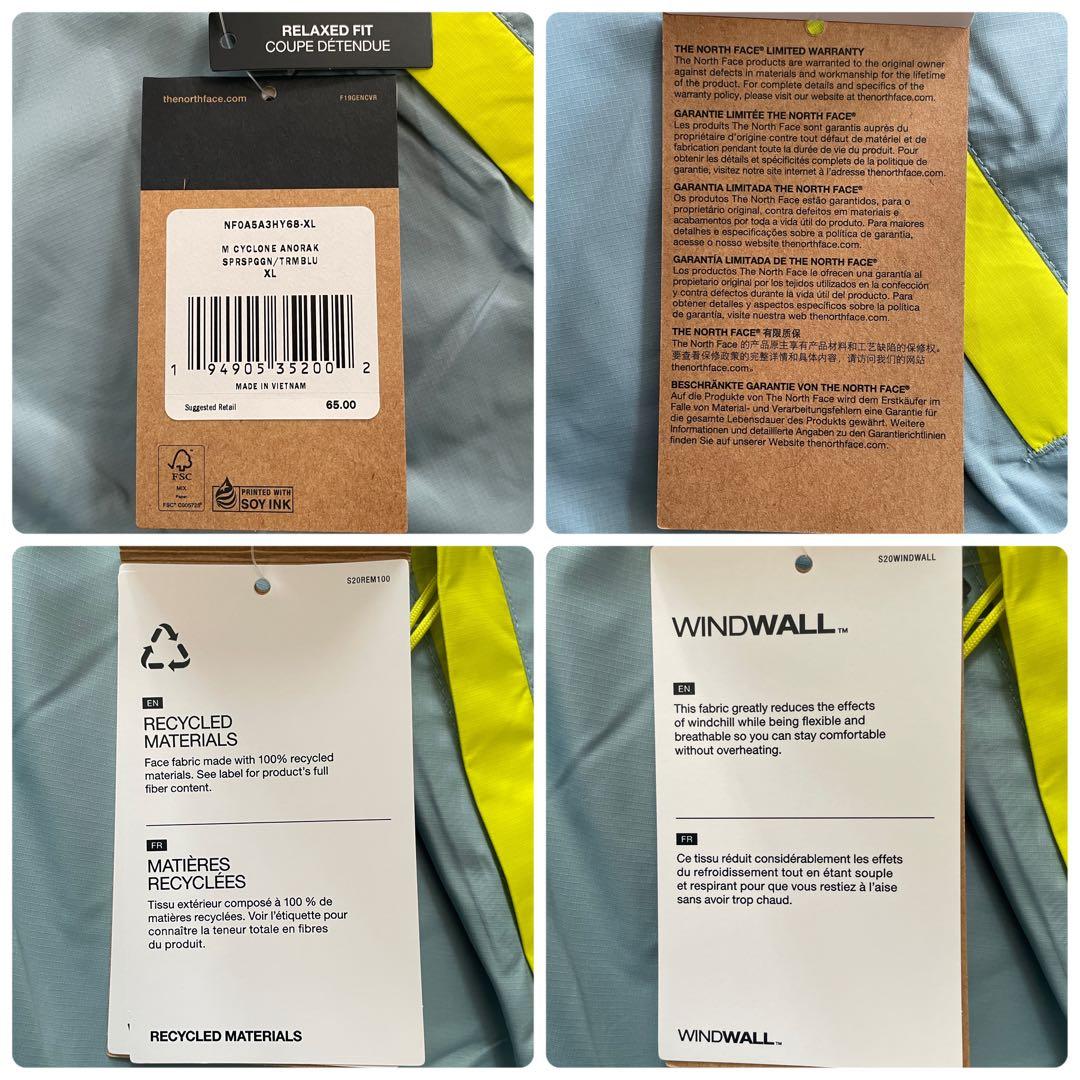 RELAXED FIT
COUPE DÉTENDUE
thenorthface.com
F19GENCVR
NF0A5A3HY68-XL
M CYCLONE ANORAK
SPRSPGGN/TRMBLU
XL
1 94905 35200 2
MADE IN VIETNAM
Suggested Retail 65.00
FSC
MIX
Paper
PRINTED WITH
SOY INK
THE NORTH FACE® LIMITED WARRANTY
The North Face products are warranted to the original owner
against defects in materials and workmanship for the lifetime
of the product. For complete details and specifics of the
warranty policy, please visit our website at thenorthface.com.
GARANTIE LIMITÉE THE NORTH FACE®
Les produits The North Face sont garantis auprès du
propriétaire d'origine contre tout défaut de matériel et de
fabrication pendant toute la durée de vie du produit. Pour
obtenir les détails et spécificités complets de la politique de
garantie, visitez notre site internet à l'adresse thenorthface.com.
GARANTIA LIMITADA THE NORTH FACE®
Os produtos The North Face estão garantidos, para o
proprietário original, contra defeitos em materiais e
acabamentos por toda a vida útil do produto. Para maiores
detalhes e especificações sobre a política de garantia,
acesse o nosso website thenorthface.com.
GARANTÍA LIMITADA DE THE NORTH FACE®
Los productos The North Face le ofrecen una garantía al
propietario original por los tejidos utilizados en la confección
y contra defectos durante la vida útil del producto. Para
obtener detalles y aspectos específicos sobre la política
de garantía, visite nuestra web thenorthface.com.
THE NORTH FACE® 有限质保
The North Face 的产品原主享有产品材料和工艺缺陷的保修权。
要查看保修政策的完整详情和具体内容，请访问我们的网站
thenorthface.com。
BESCHRÄNKTE GARANTIE VON THE NORTH FACE®
Auf die Produkte von The North Face wird dem Erstkäufer im
Falle von Material- und Verarbeitungsfehlern eine Garantie für
die gesamte Lebensdauer des Produkts gewährt. Weitere
Informationen und detaillierte Angaben zu den Garantierichtlinien
finden Sie auf unserer Website thenorthface.com.
S20REM100
EN
RECYCLED
MATERIALS
Face fabric made with 100% recycled
materials. See label for product's full
fiber content.
FR
MATIÈRES
RECYCLÉES
Tissu extérieur composé à 100 % de
matières recyclées. Voir l'étiquette pour
connaître la teneur totale en fibres
du produit.
RECYCLED MATERIALS
S20WINDWALL
WINDWALL™
EN
This fabric greatly reduces the effects
of windchill while being flexible and
breathable so you can stay comfortable
without overheating.
FR
Ce tissu réduit considérablement les effets
du refroidissement tout en étant souple
et respirant pour que vous restiez à l'aise
sans avoir trop chaud.
WINDWALL™